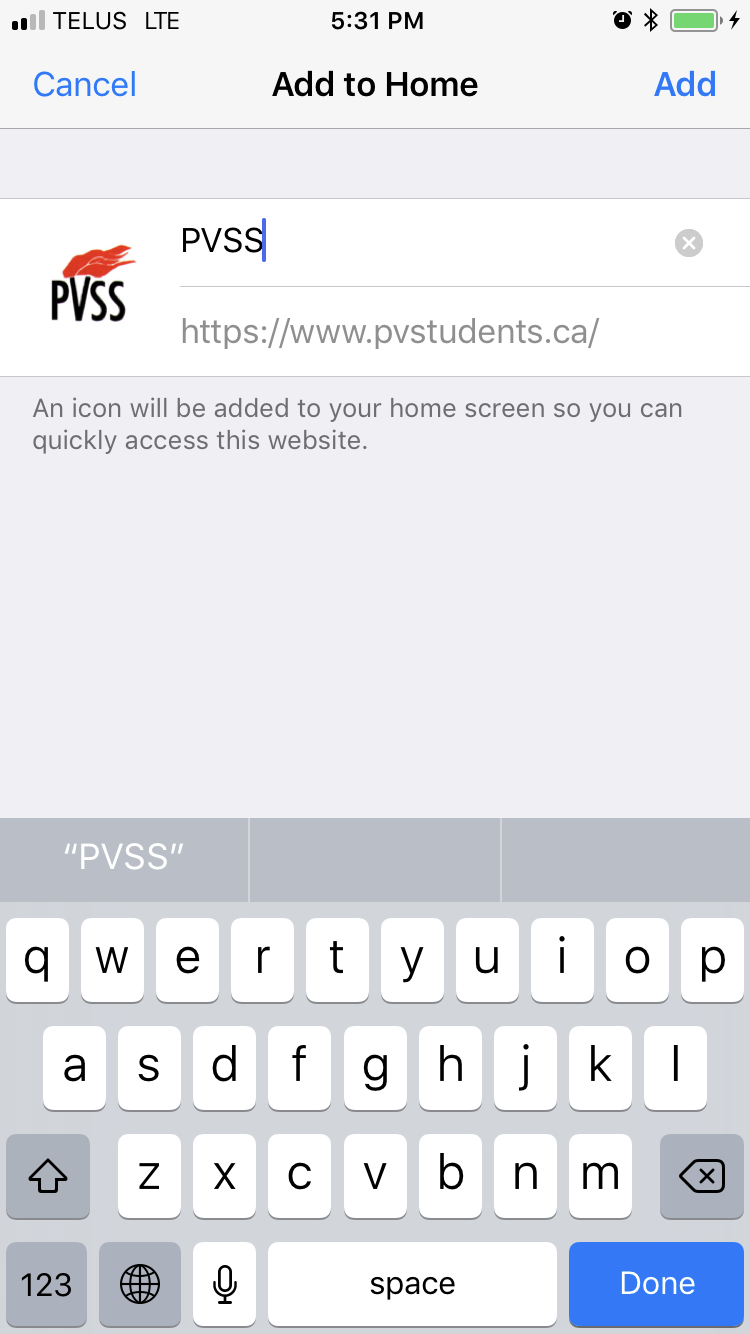 TELUS LTE 5:31 PM
Cancel Add to Home Add
PVSS
PVSS
https://www.pvstudents.ca/
An icon will be added to your home screen so you can
quickly access this website.
“PVSS”
q w e r t y u i o p
a s d f g h j k l
z x c v b n m
123 space Done